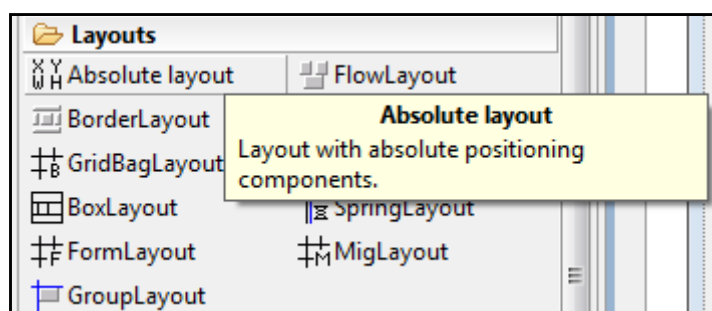 Layouts
X Y
U H
Absolute layout
FlowLayout
BorderLayout
Absolute layout
Layout with absolute positioning
components.
B
GridBagLayout
BoxLayout
SpringLayout
F
FormLayout
M
MigLayout
GroupLayout